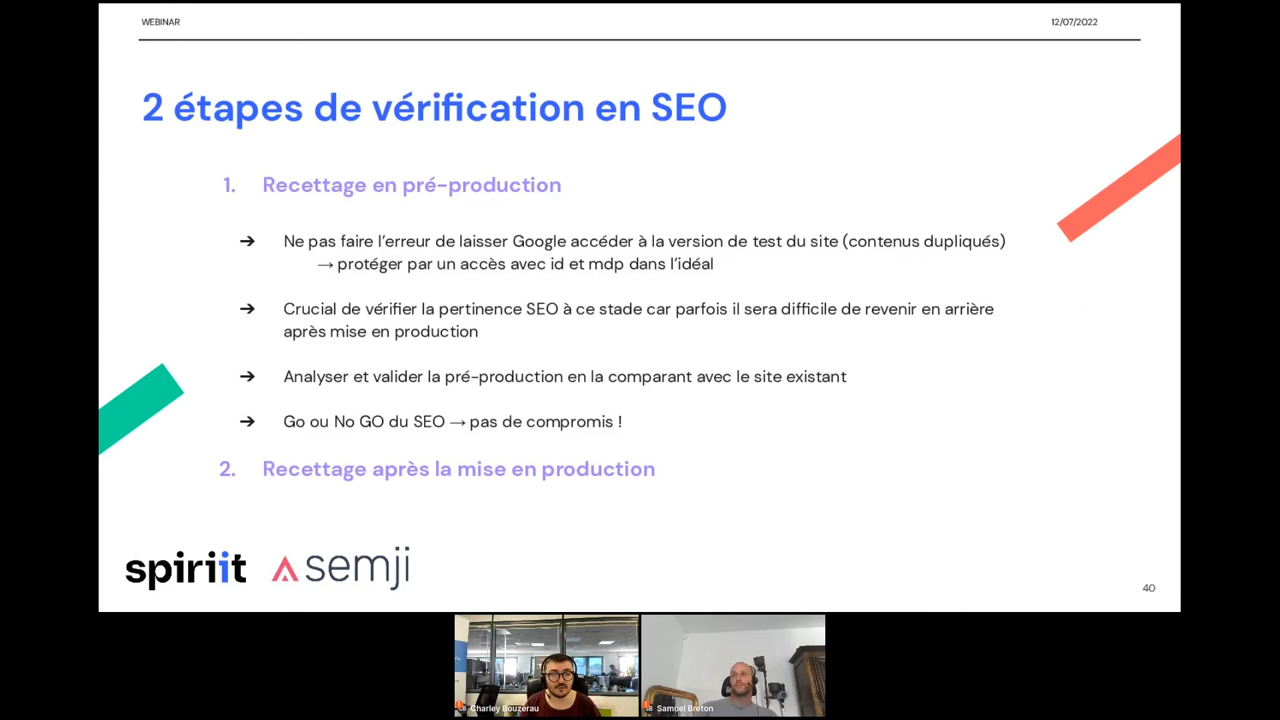 WEBINAR
12/07/2022
2 étapes de vérification en SEO
1. Recettage en pré-production
➔ Ne pas faire l’erreur de laisser Google accéder à la version de test du site (contenus dupliqués)
→ protéger par un accès avec id et mdp dans l’idéal
➔ Crucial de vérifier la pertinence SEO à ce stade car parfois il sera difficile de revenir en arrière
après mise en production
➔ Analyser et valider la pré-production en la comparant avec le site existant
➔ Go ou No GO du SEO → pas de compromis !
2. Recettage après la mise en production
spiriit semji
40
Charley Bouzerau
Samuel Breton